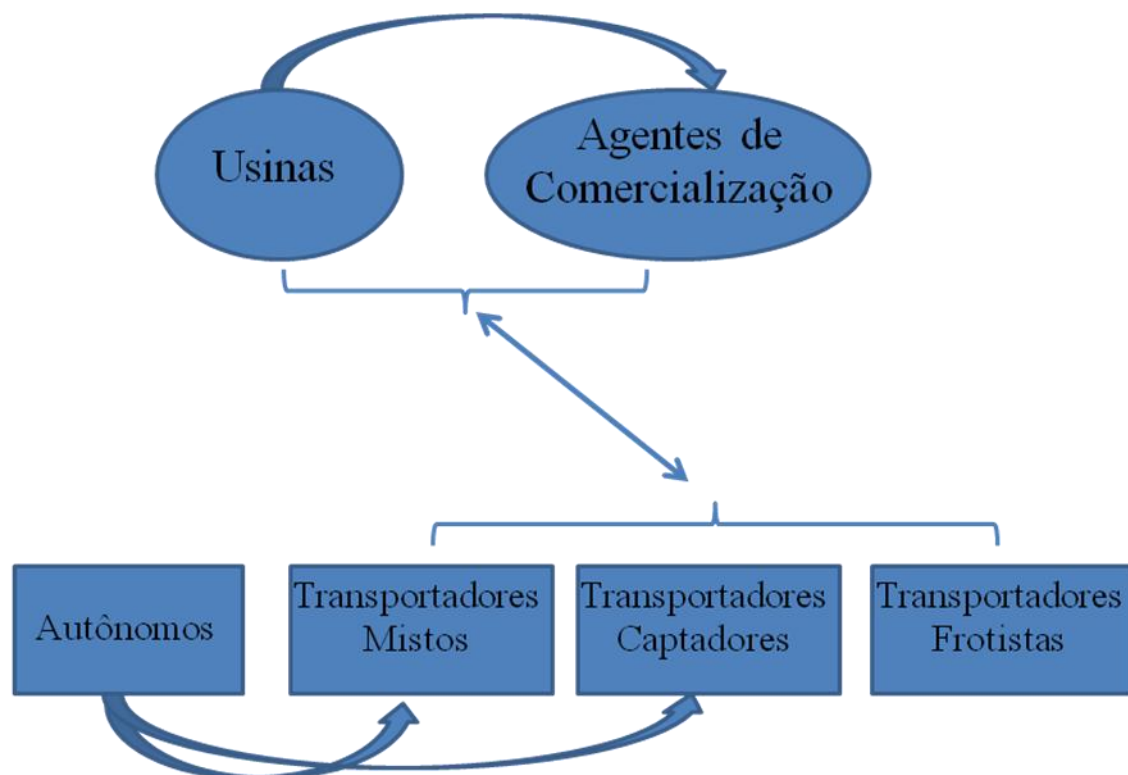 Usinas
Agentes de
Comercialização
Autônomos
Transportadores
Mistos
Transportadores
Captadores
Transportadores
Frotistas